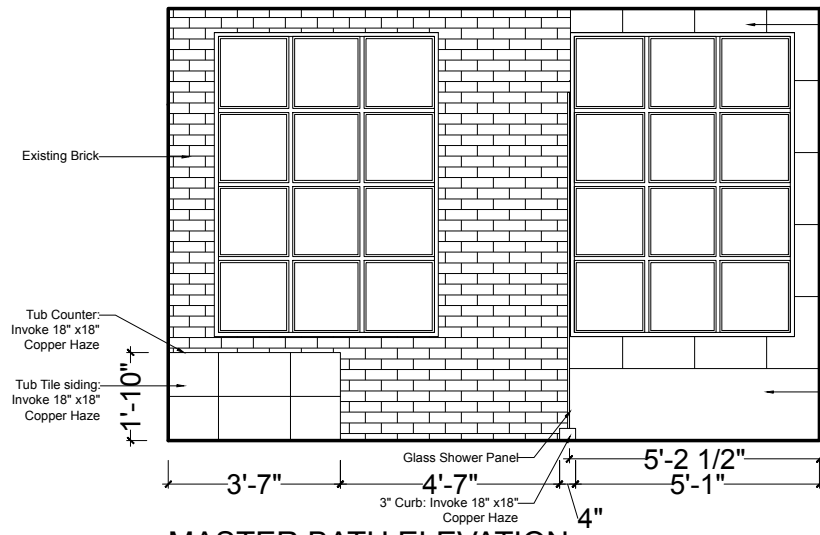 Existing Brick
Tub Counter:
Invoke 18" x18"
Copper Haze
Tub Tile siding:
Invoke 18" x18"
Copper Haze
1'-10"
Glass Shower Panel
5'-2 1/2"
3'-7"
4'-7"
5'-1"
3" Curb: Invoke 18" x18"
Copper Haze
4"
MASTER BATH ELEVATION